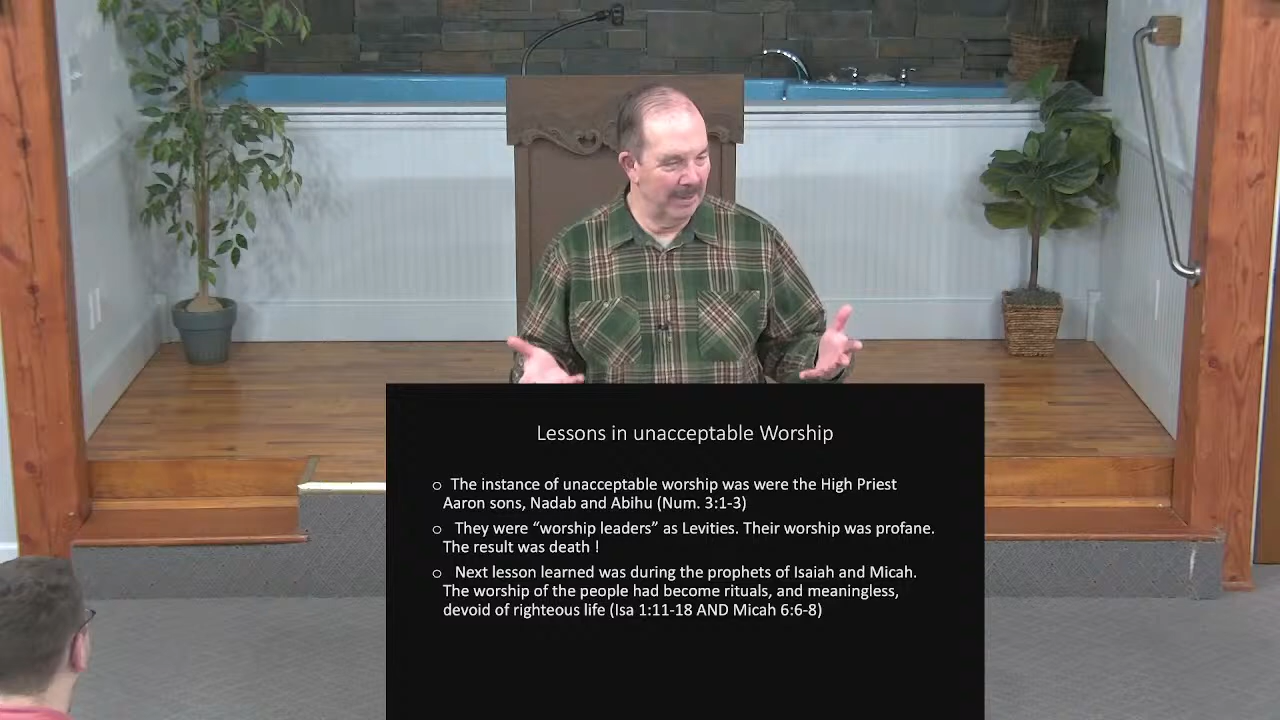 Lessons in unacceptable Worship
o The instance of unacceptable worship was were the High Priest
Aaron sons, Nadab and Abihu (Num. 3:1-3)
o They were “worship leaders” as Levities. Their worship was profane.
The result was death !
o Next lesson learned was during the prophets of Isaiah and Micah.
The worship of the people had become rituals, and meaningless,
devoid of righteous life (Isa 1:11-18 AND Micah 6:6-8)